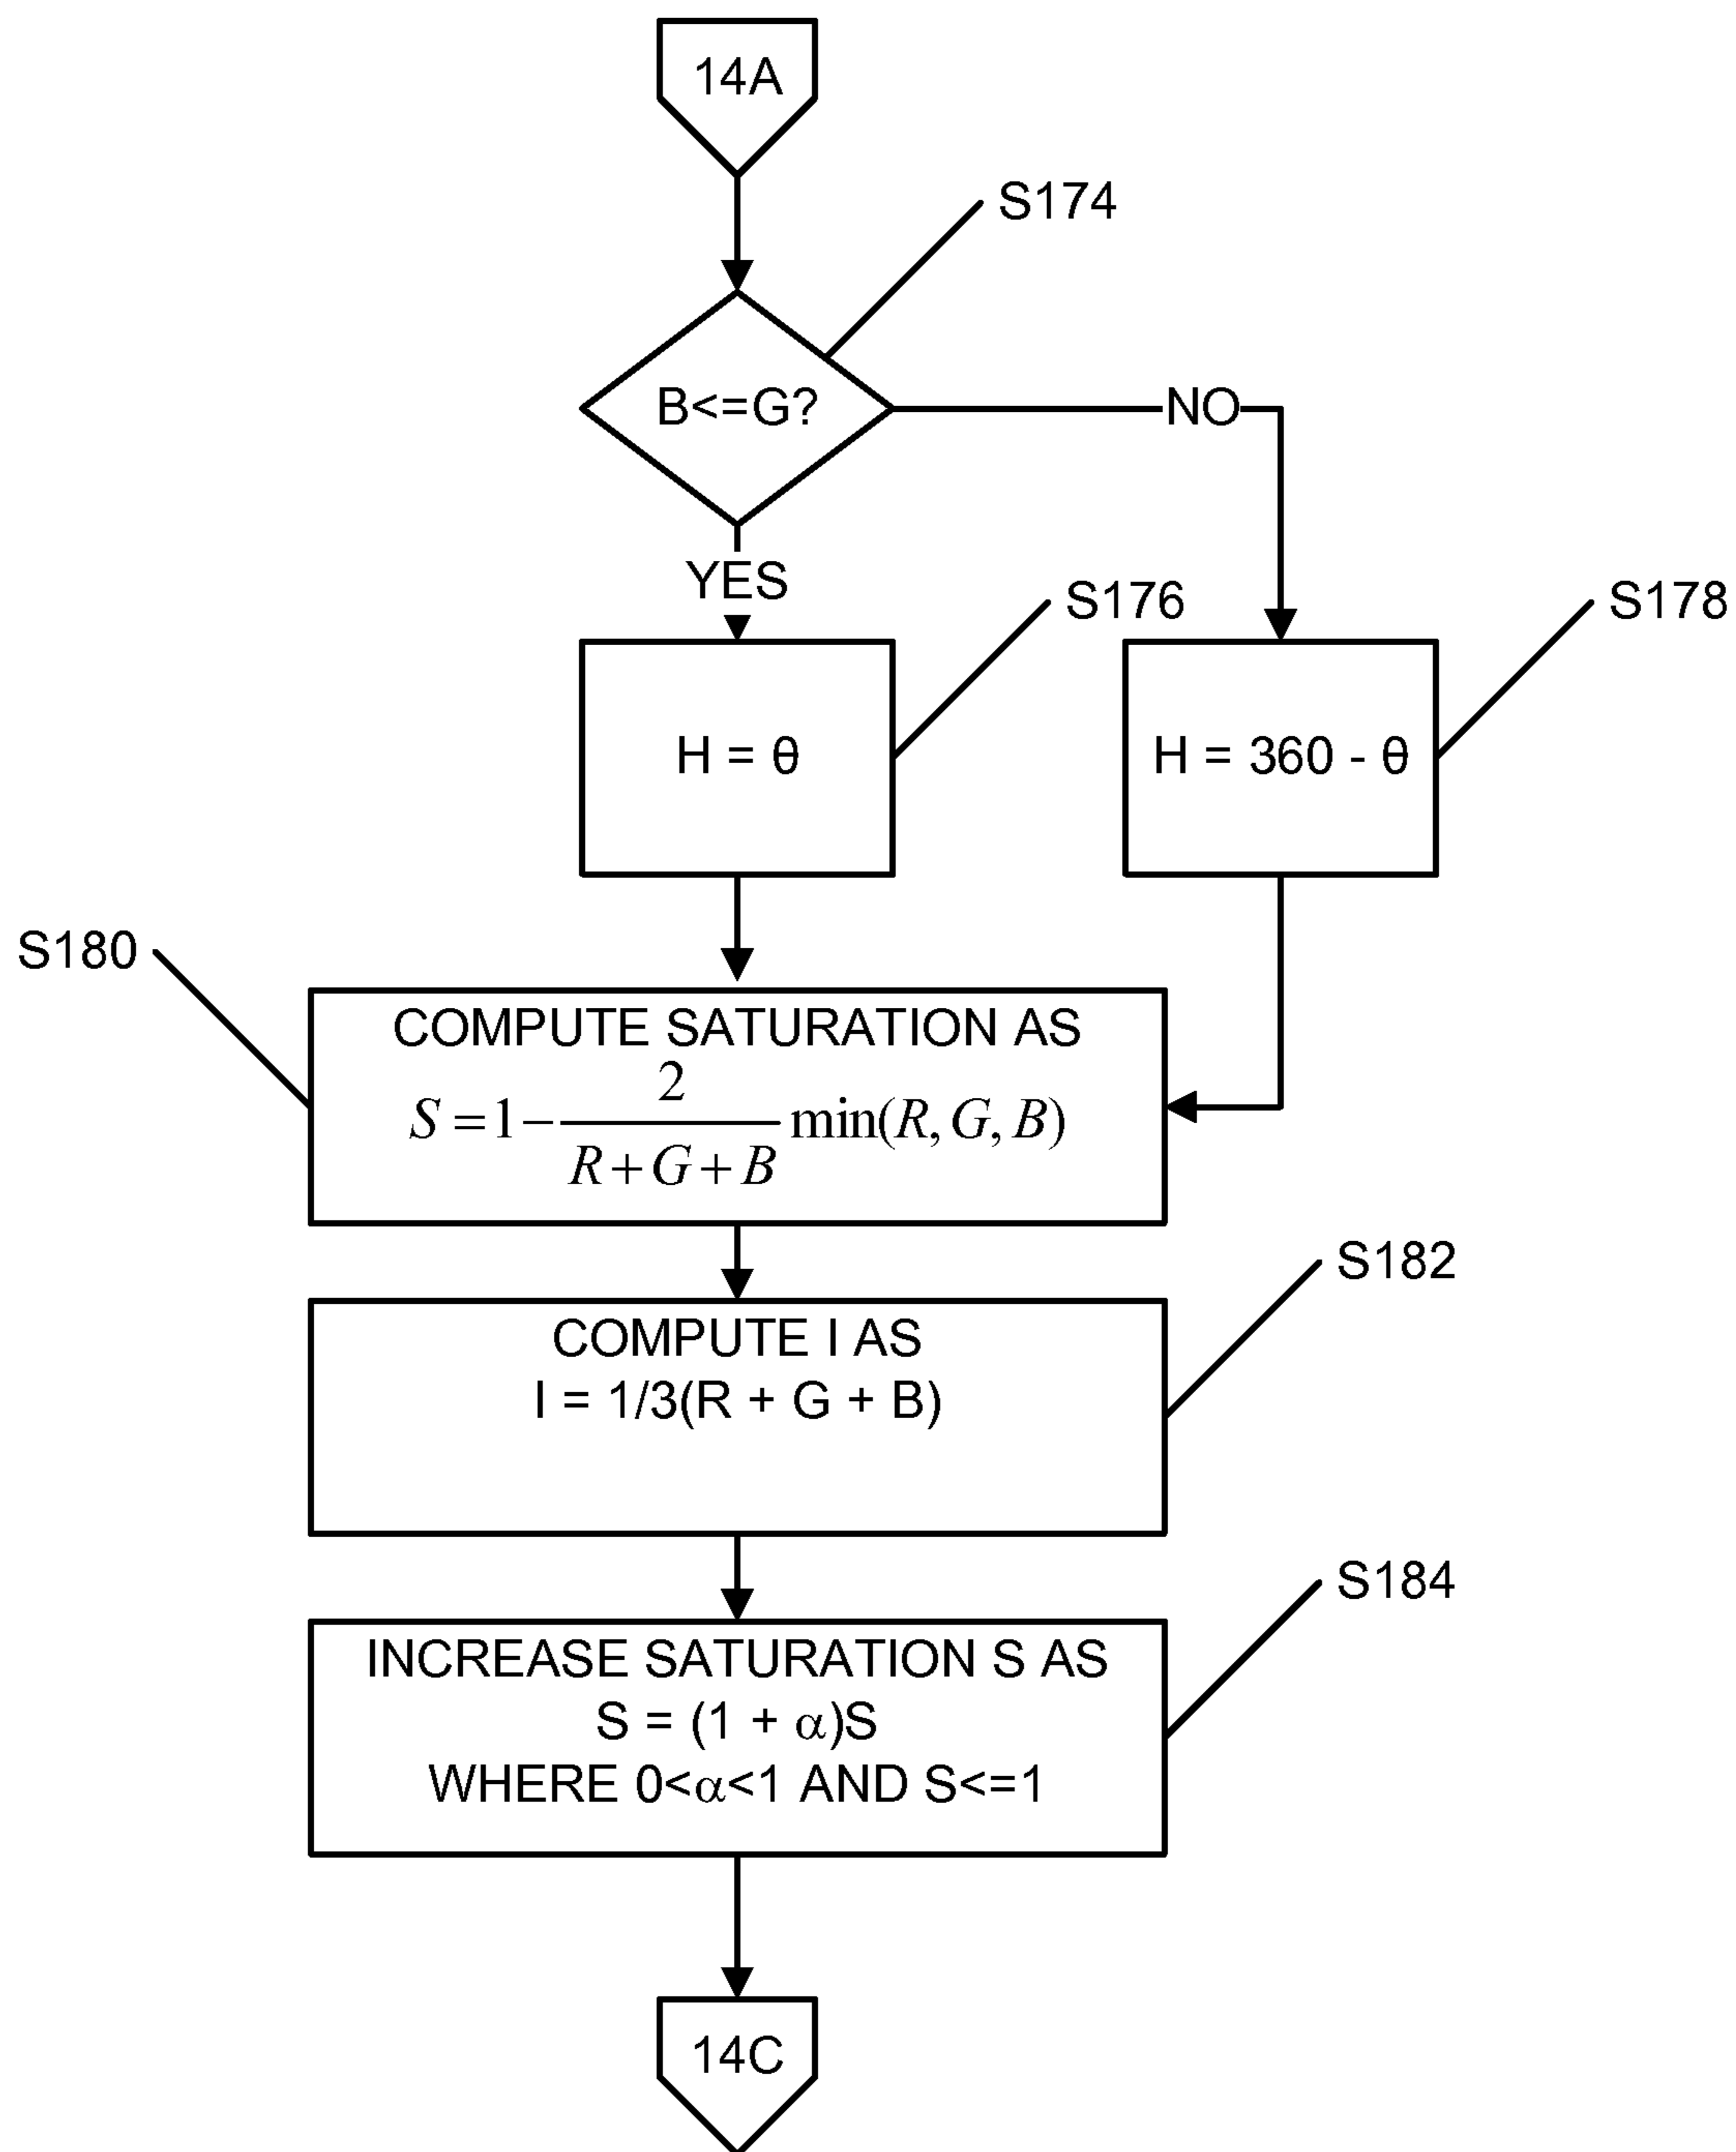 14A
S174
B<=G?
NO
YES
S176
S178
H = θ
H = 360 - θ
S180
COMPUTE SATURATION AS
S = 1 - 2/(R+G+B) min(R, G, B)
S182
COMPUTE I AS
I = 1/3(R + G + B)
S184
INCREASE SATURATION S AS
S = (1 + α)S
WHERE 0<α<1 AND S<=1
14C